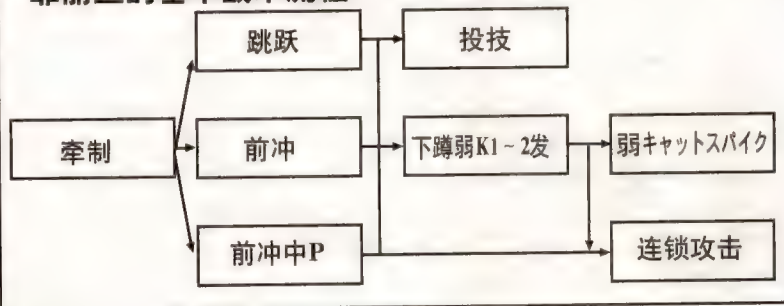 跳跃
投技
牵制
前冲
下蹲弱K1~2发
弱キャットスパイク
前冲中P
连锁攻击